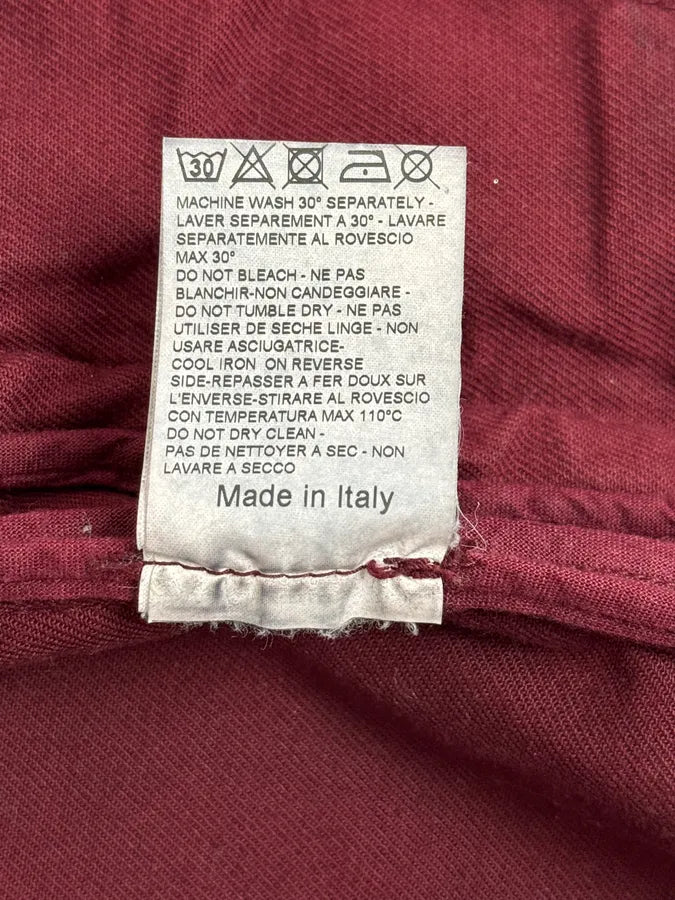 30
MACHINE WASH 30° SEPARATELY -
LAVER SEPAREMENT A 30° - LAVARE
SEPARATEMENTE AL ROVESCIO
MAX 30°
DO NOT BLEACH - NE PAS
BLANCHIR-NON CANDEGGIARE -
DO NOT TUMBLE DRY - NE PAS
UTILISER DE SECHE LINGE - NON
USARE ASCIUGATRICE-
COOL IRON ON REVERSE
SIDE-REPASSER A FER DOUX SUR
L'ENVERSE-STIRARE AL ROVESCIO
CON TEMPERATURA MAX 110°C
DO NOT DRY CLEAN -
PAS DE NETTOYER A SEC - NON
LAVARE A SECCO
Made in Italy